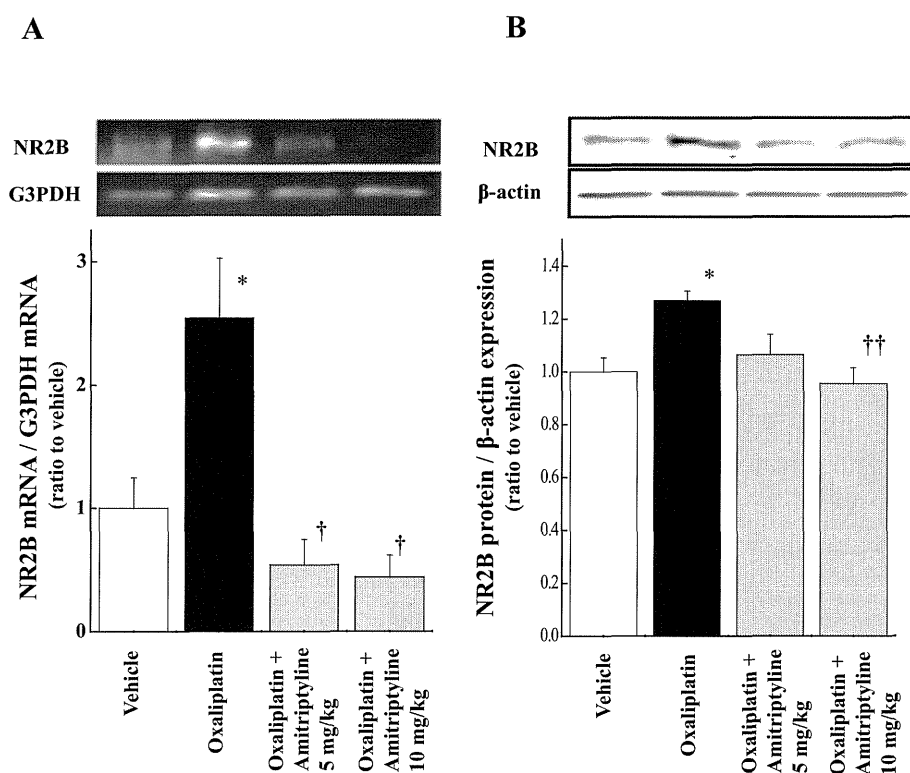 A
NR2B
G3PDH
NR2B mRNA / G3PDH mRNA
(ratio to vehicle)
3
2
1
0
*
†
†
Vehicle
Oxaliplatin
Oxaliplatin +
Amitriptyline
5 mg/kg
Oxaliplatin +
Amitriptyline
10 mg/kg
B
NR2B
β-actin
NR2B protein / β-actin expression
(ratio to vehicle)
1.4
1.2
1.0
0.8
0.6
0.4
0.2
0.0
*
††
Vehicle
Oxaliplatin
Oxaliplatin +
Amitriptyline
5 mg/kg
Oxaliplatin +
Amitriptyline
10 mg/kg